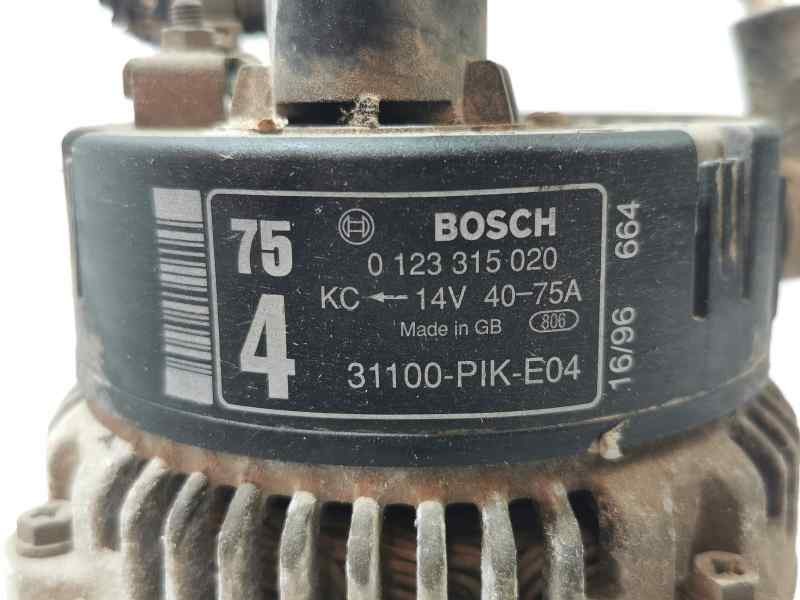 75
4
BOSCH
0 123 315 020
KC ← 14V 40-75A
Made in GB 806
31100-PIK-E04
16/96 664